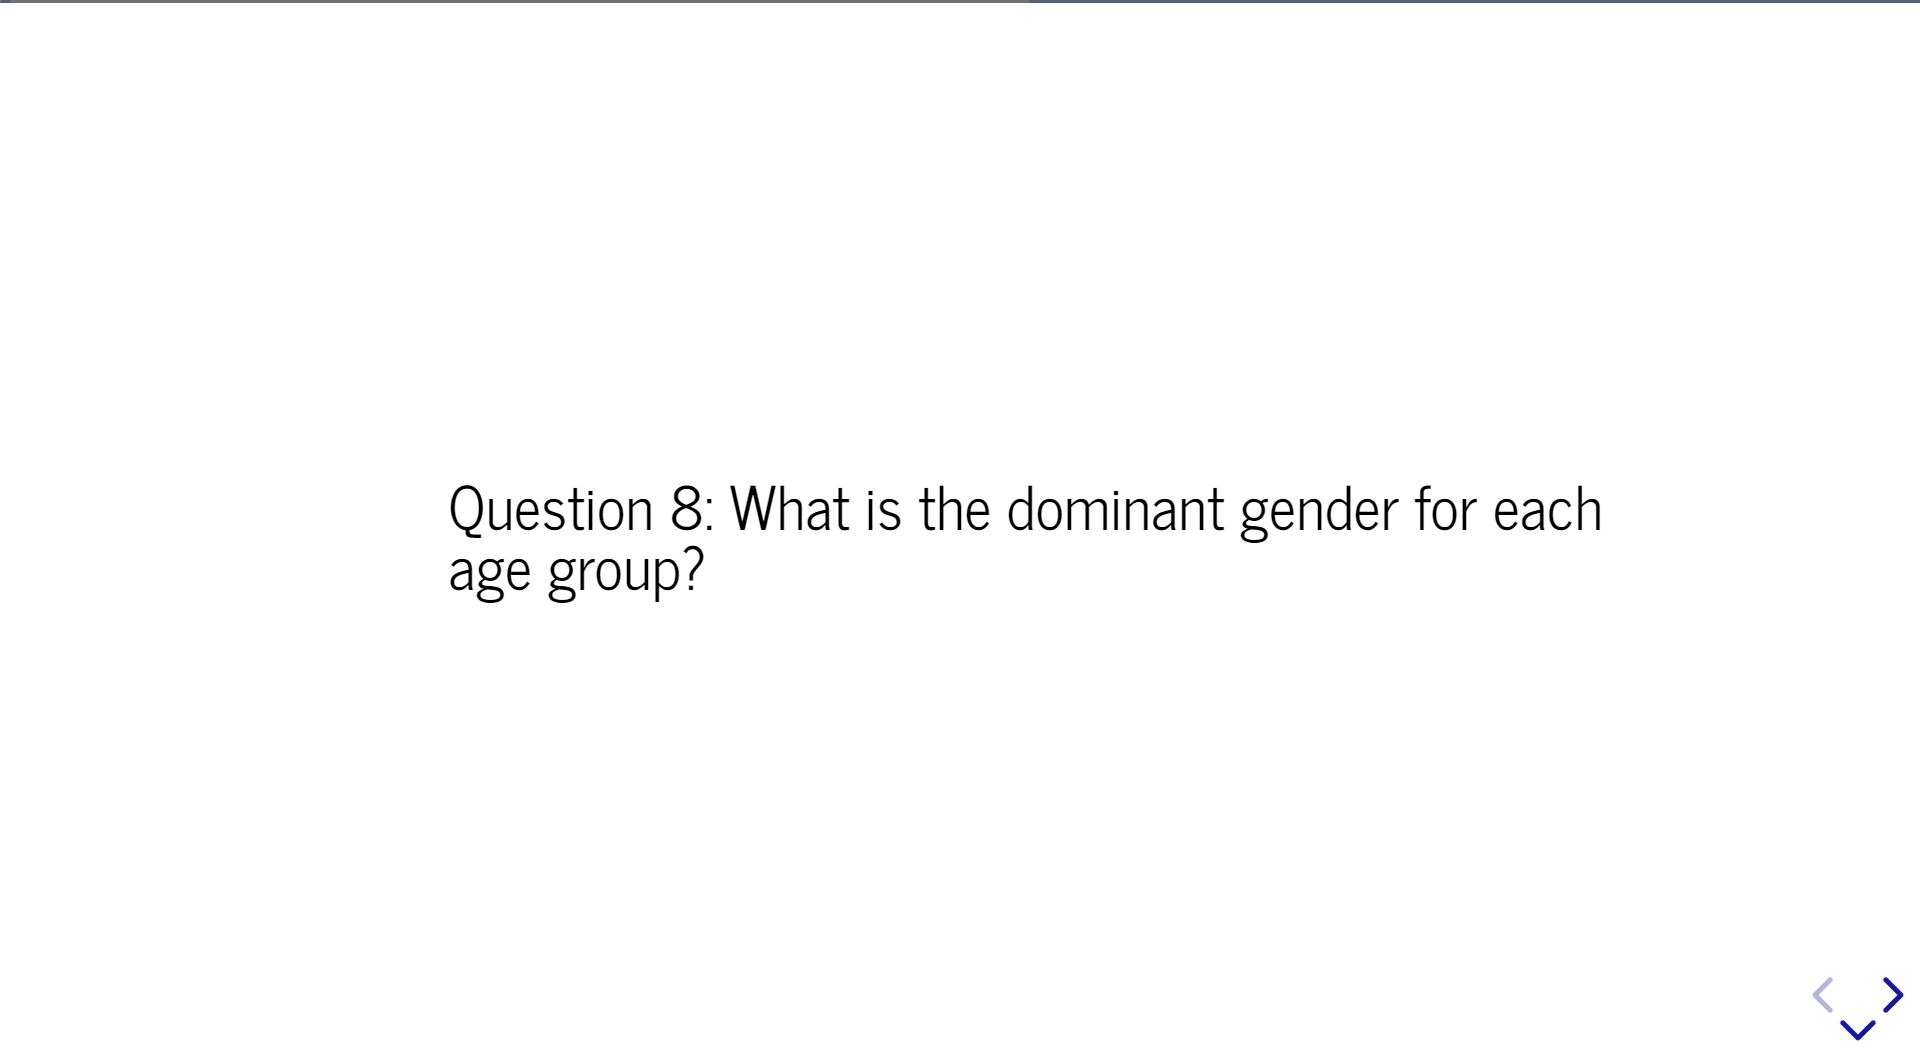 Question 8: What is the dominant gender for each
age group?